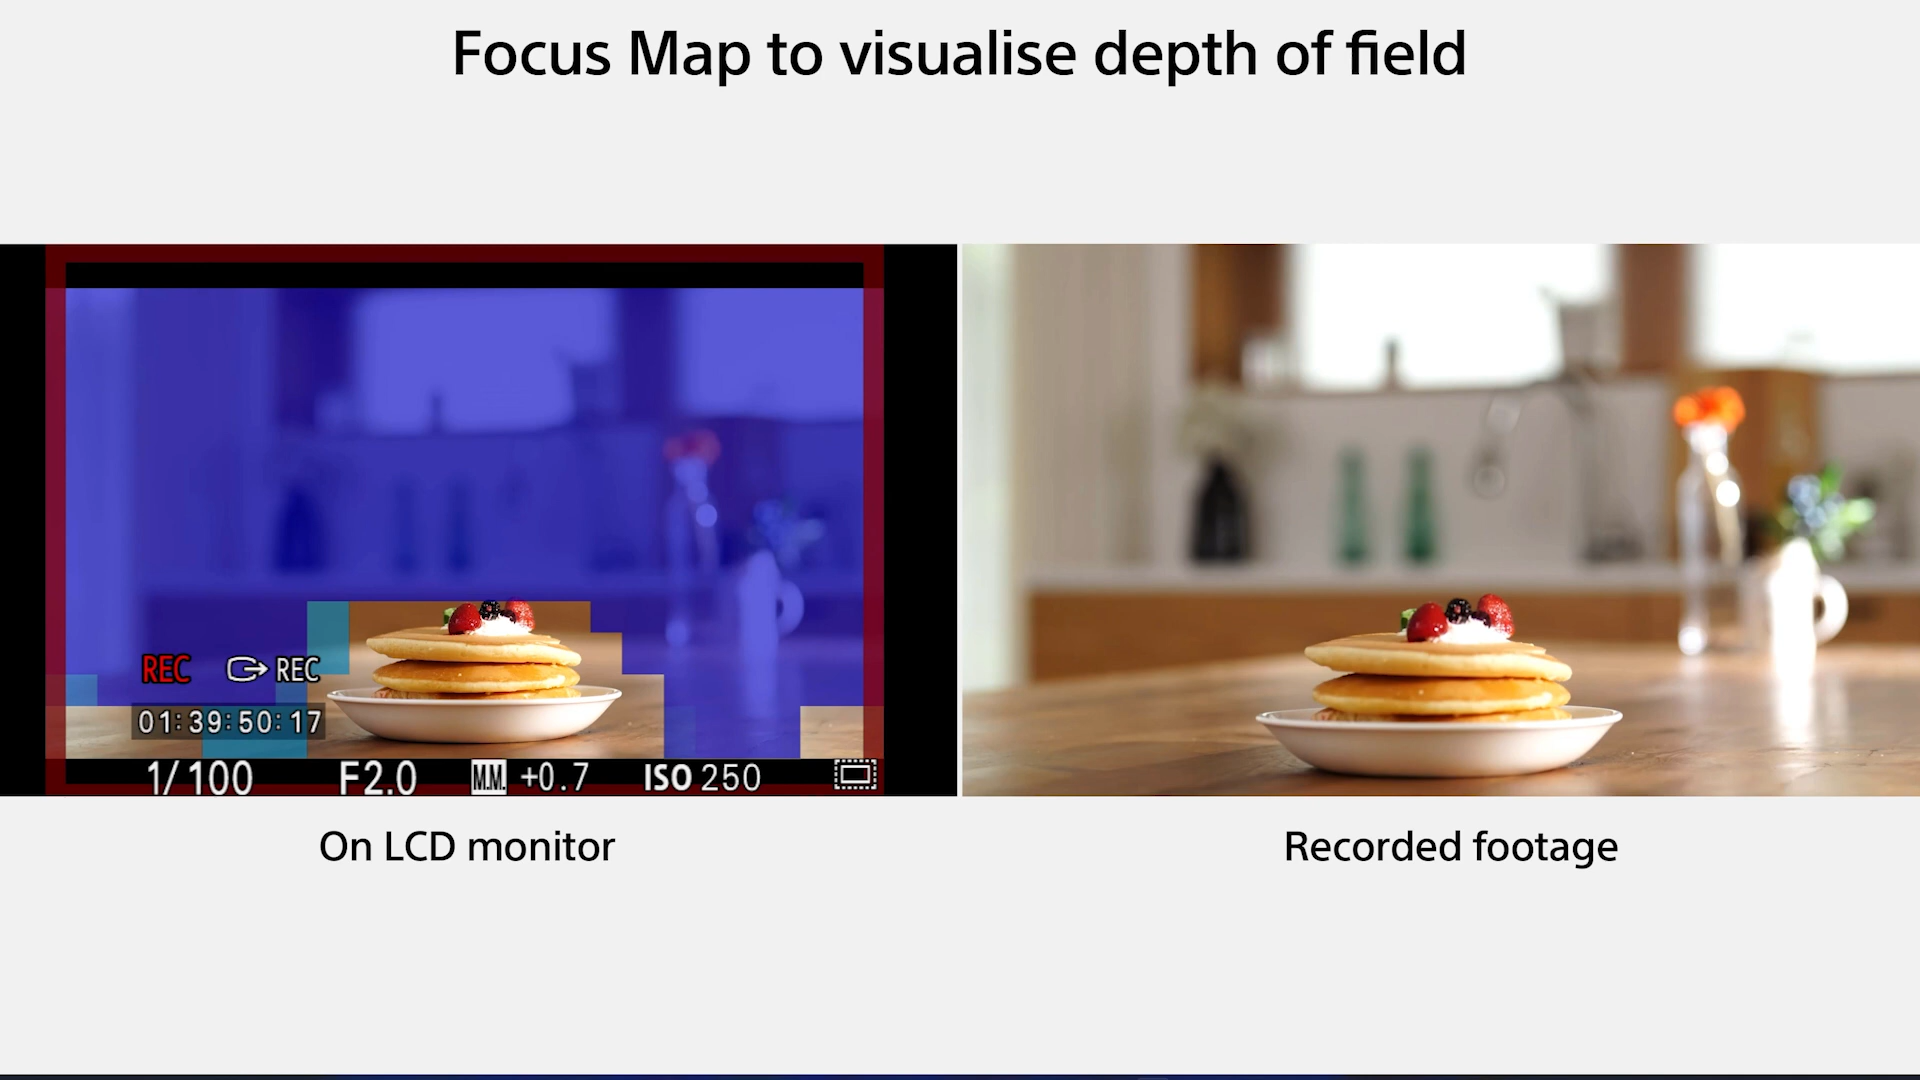 Focus Map to visualise depth of field
REC REC
01:39:50:17
1/100 F2.0 M.M. +0.7 ISO 250
On LCD monitor
Recorded footage